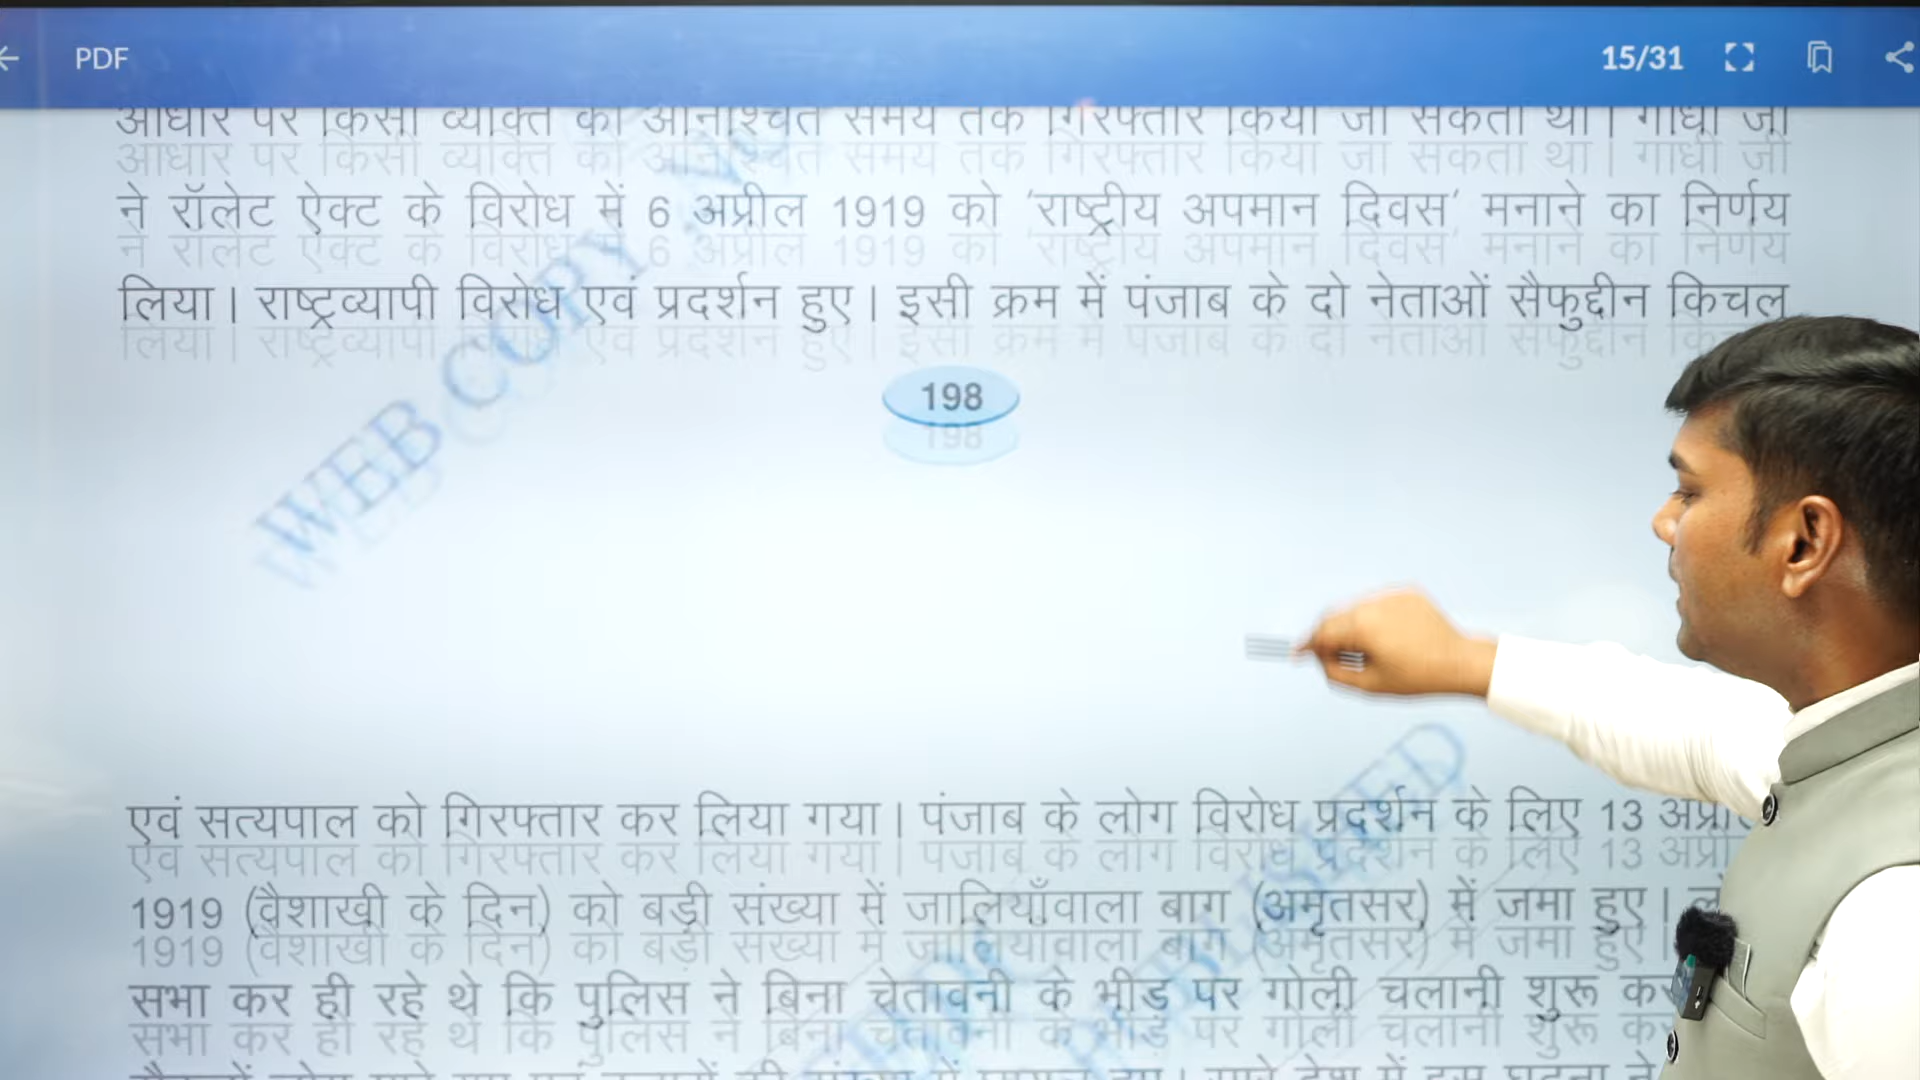 PDF
15/31
आधार पर किसी व्यक्ति को अनिश्चित समय तक गिरफ्तार किया जा सकता था। गांधी जी
ने रॉलेट ऐक्ट के विरोध में 6 अप्रील 1919 को 'राष्ट्रीय अपमान दिवस' मनाने का निर्णय
लिया। राष्ट्रव्यापी विरोध एवं प्रदर्शन हुए। इसी क्रम में पंजाब के दो नेताओं सैफुद्दीन किचलू
198
WEB COPY
एवं सत्यपाल को गिरफ्तार कर लिया गया। पंजाब के लोग विरोध प्रदर्शन के लिए 13 अप्रील
1919 (वैशाखी के दिन) को बड़ी संख्या में जालियाँवाला बाग (अमृतसर) में जमा हुए।
सभा कर ही रहे थे कि पुलिस ने बिना चेतावनी के भीड़ पर गोली चलानी शुरू कर